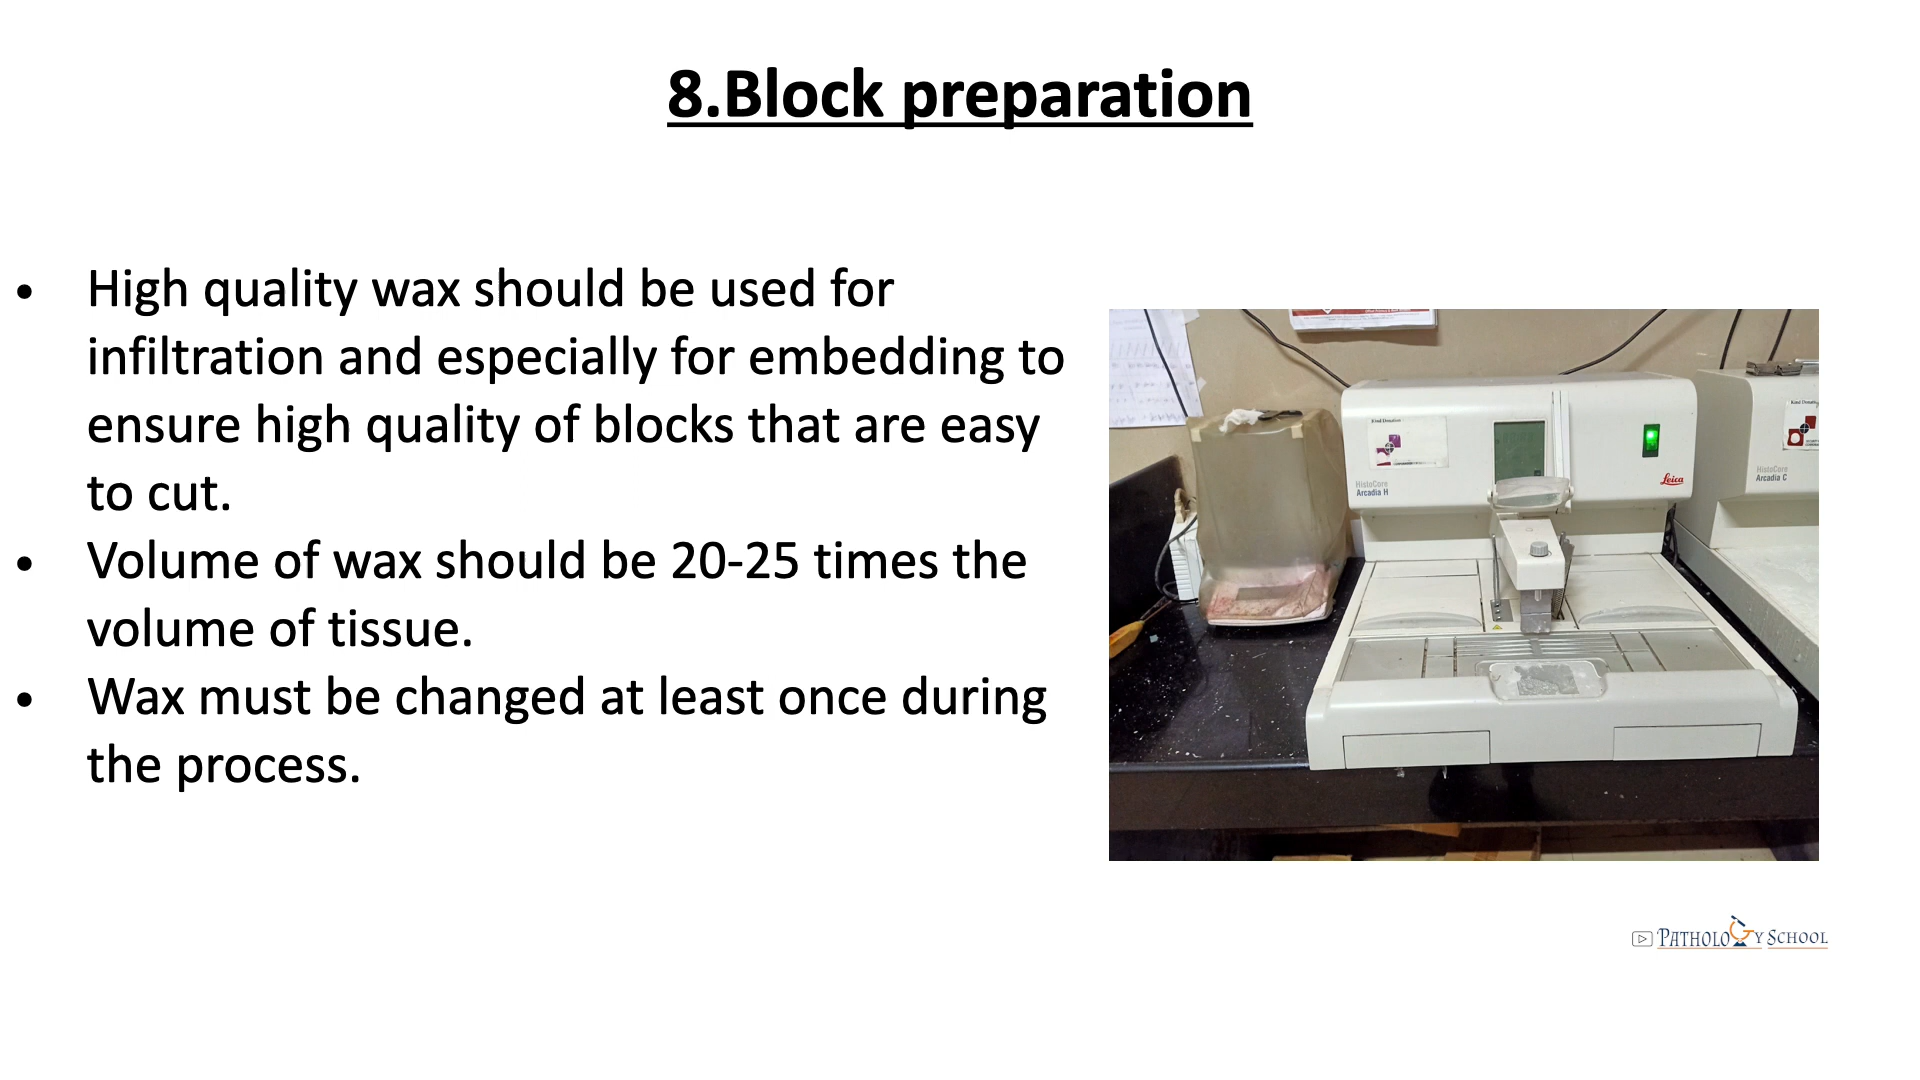 8.Block preparation
• High quality wax should be used for
infiltration and especially for embedding to
ensure high quality of blocks that are easy
to cut.
• Volume of wax should be 20-25 times the
volume of tissue.
• Wax must be changed at least once during
the process.
Kind Donation
HistoCore
Arcadia H
Leica
HistoCore
Arcadia C
PATHOLOGY SCHOOL